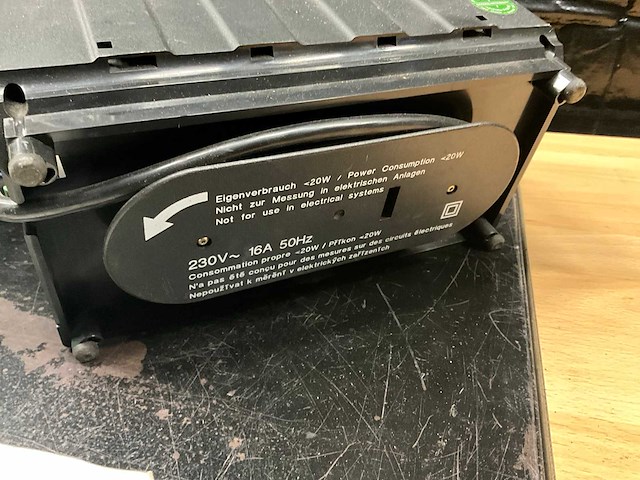 Eigenverbrauch <20W / Power Consumption <20W
Nicht zur Messung in elektrischen Anlagen
Not for use in electrical systems
230V~ 16A 50Hz
Consommation propre <20W / Příkon <20W
N'a pas été conçu pour des mesures sur des circuits électriques
Nepoužívat k měření v elektrických zařízeních